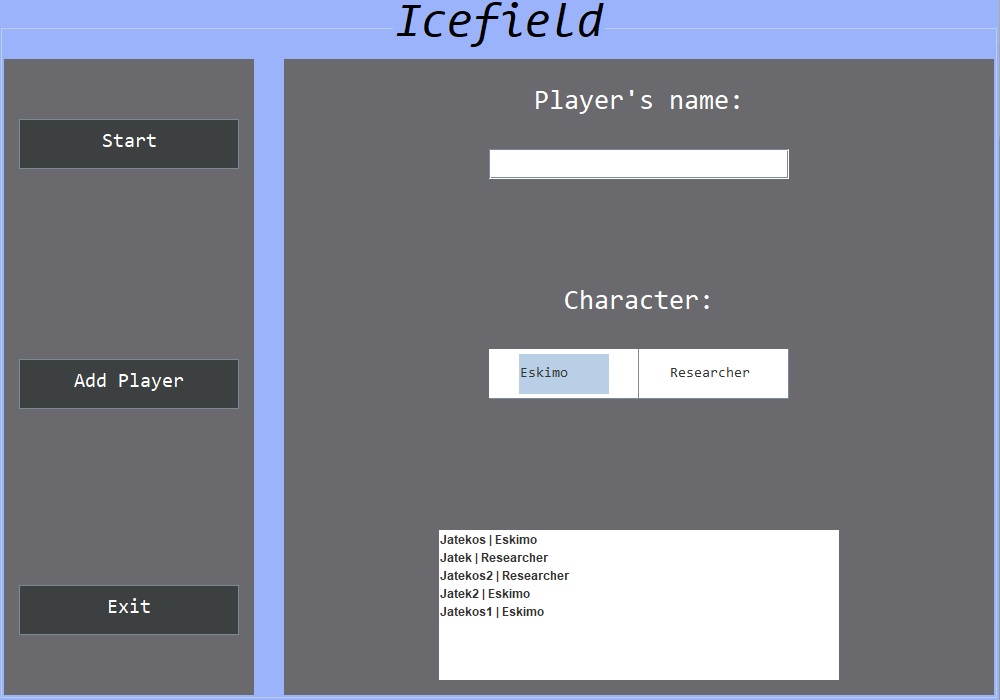 Icefield
Start
Add Player
Exit
Player's name:
Character:
Eskimo
Researcher
Jatekos | Eskimo
Jatek | Researcher
Jatekos2 | Researcher
Jatek2 | Eskimo
Jatekos1 | Eskimo